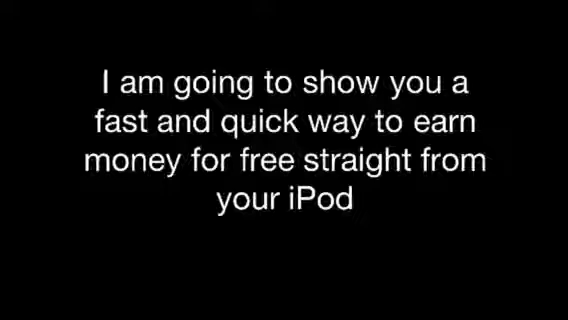 I am going to show you a
fast and quick way to earn
money for free straight from
your iPod